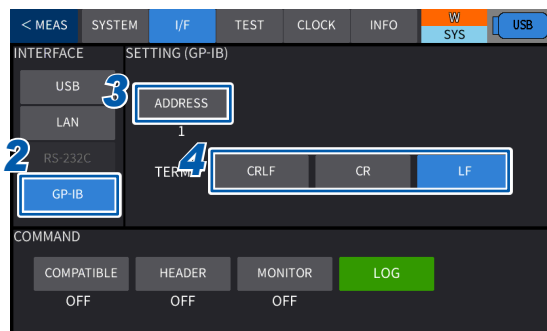 < MEAS SYSTEM I/F TEST CLOCK INFO W SYS USB
INTERFACE SETTING (GP-IB)
USB
3
ADDRESS
LAN
1
2
RS-232C
4
TERM CRLF CR LF
GP-IB
COMMAND
COMPATIBLE HEADER MONITOR LOG
OFF OFF OFF